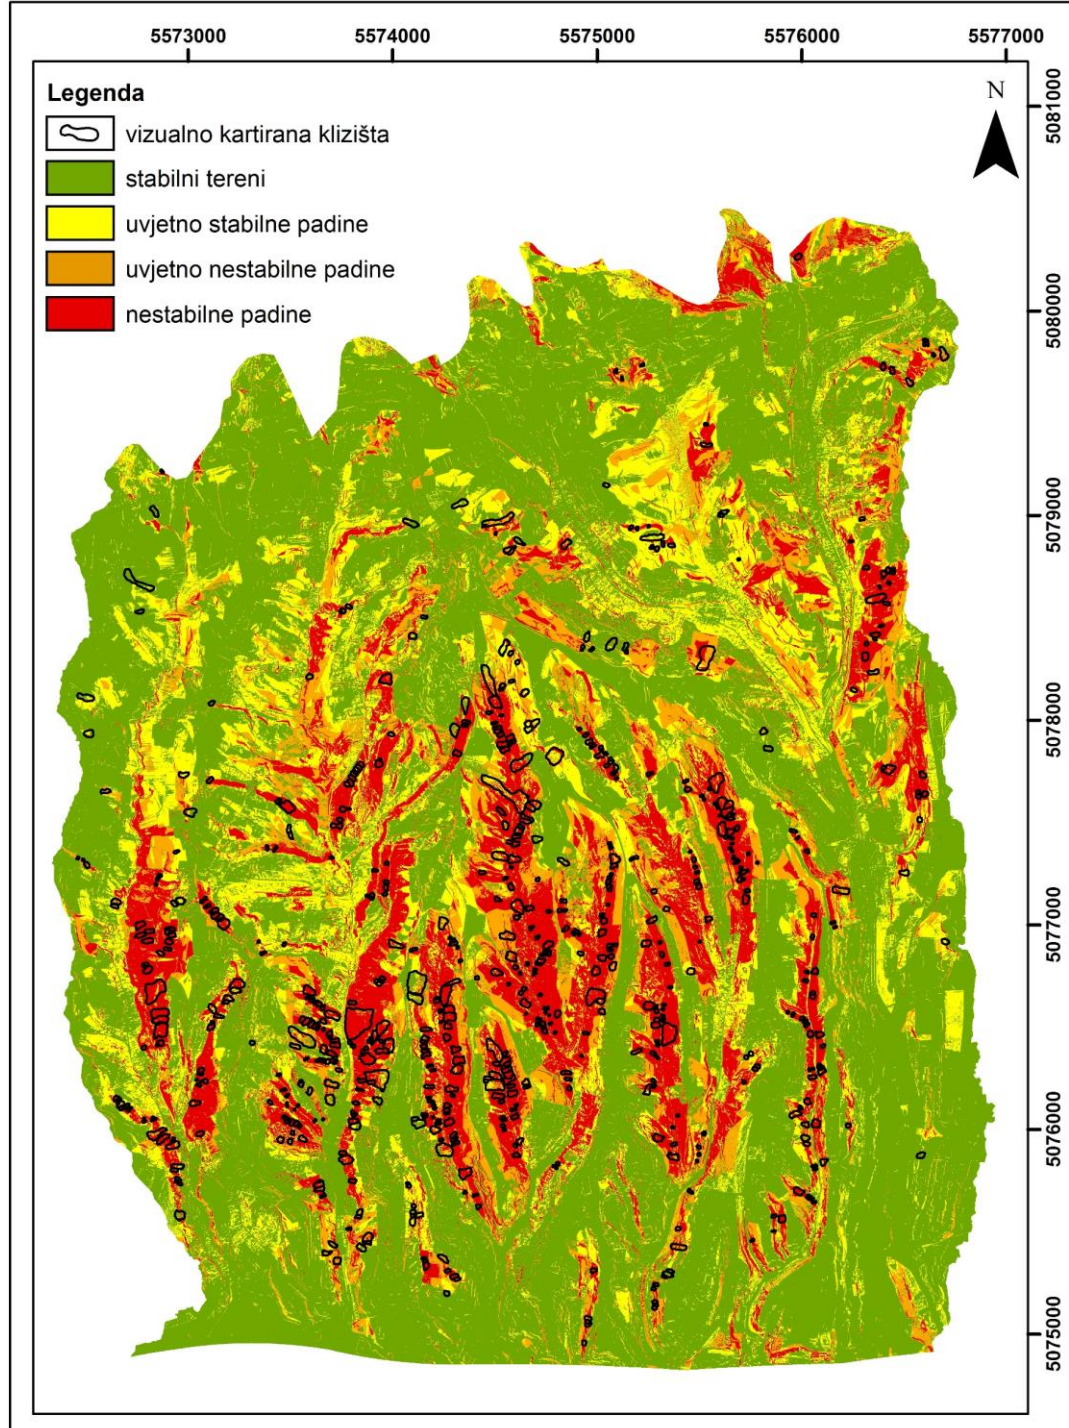 5573000 5574000 5575000 5576000 5577000
Legenda
vizualno kartirana klizišta
stabilni tereni
uvjetno stabilne padine
uvjetno nestabilne padine
nestabilne padine
N
5081000
5080000
5079000
5078000
5077000
5076000
5075000